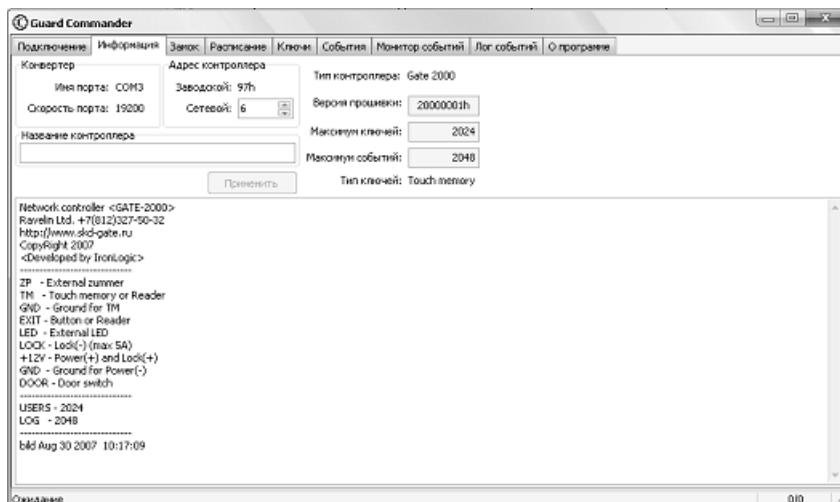 Guard Commander
Подключение Информация Замок Расписание Ключи События Монитор событий Лог событий О программе
Конвертер
Имя порта: COM3
Скорость порта: 19200
Адрес контроллера
Заводской: 97h
Сетевой: 6
Название контроллера
Применить
Тип контроллера: Gate 2000
Версия прошивки: 20000001h
Максимум ключей: 2024
Максимум событий: 2048
Тип ключей: Touch memory
Network controller <GATE-2000>
Ravelin Ltd. +7(812)327-50-32
http://www.skd-gate.ru
CopyRight 2007
<Developed by IronLogic>
------------------------------
ZP - External zummer
TM - Touch memory or Reader
GND - Ground for TM
EXIT - Button or Reader
LED - External LED
LOCK - Lock(-) (max 5A)
+12V - Power(+) and Lock(+)
GND - Ground for Power(-)
DOOR - Door switch
------------------------------
USERS - 2024
LOG - 2048
------------------------------
bild Aug 30 2007 10:17:09
Ожидание
0/0